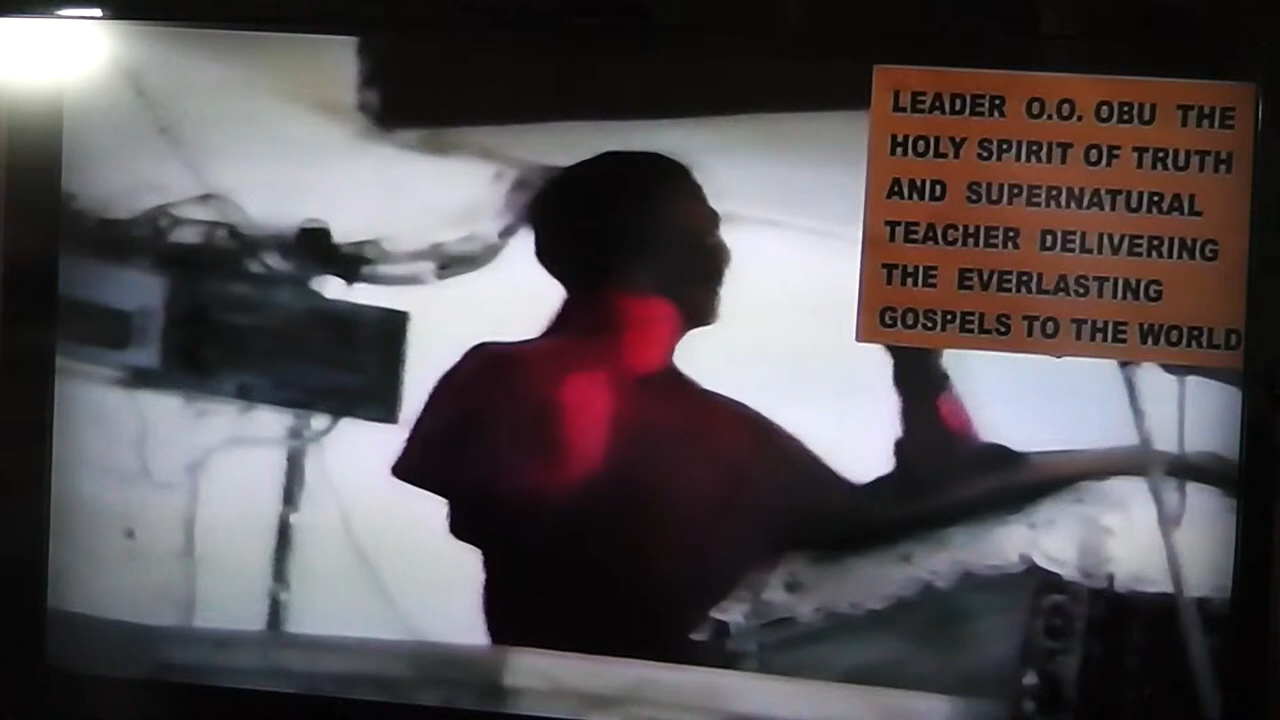 LEADER O.O. OBU THE
HOLY SPIRIT OF TRUTH
AND SUPERNATURAL
TEACHER DELIVERING
THE EVERLASTING
GOSPELS TO THE WORLD